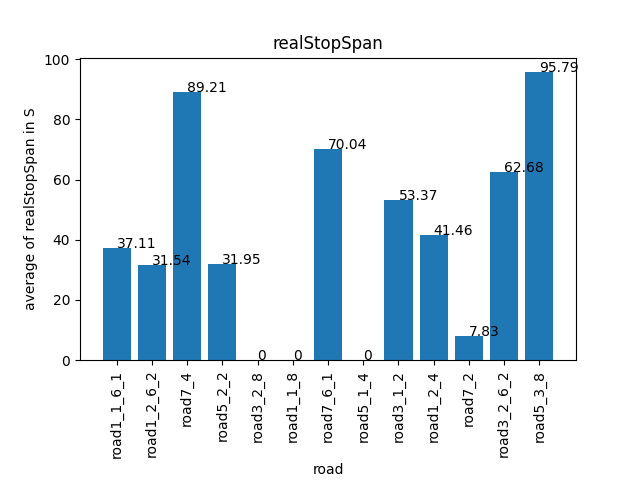 realStopSpan
average of realStopSpan in S
100
80
60
40
20
0
37.11
31.54
89.21
31.95
0
0
70.04
0
53.37
41.46
7.83
62.68
95.79
road1_1_6_1
road1_2_6_2
road7_4
road5_2_2
road3_2_8
road1_1_8
road7_6_1
road5_1_4
road3_1_2
road1_2_4
road7_2
road3_2_6_2
road5_3_8
road